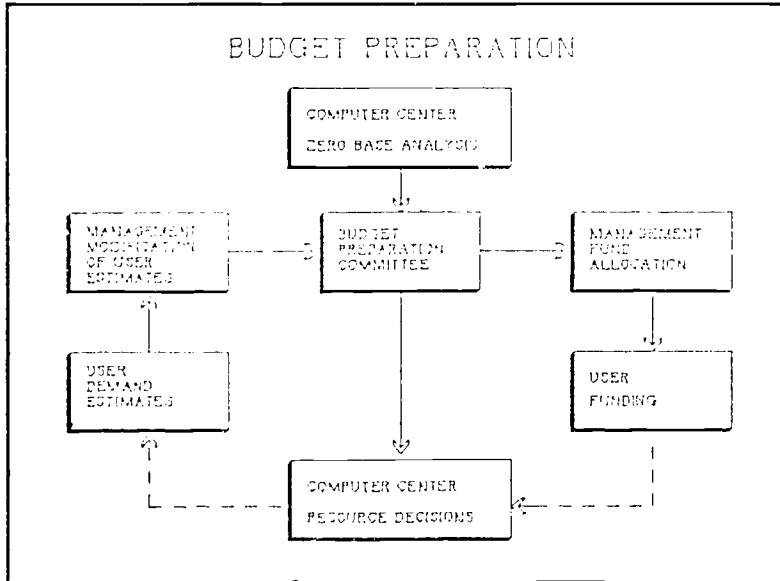 BUDGET PREPARATION
COMPUTER CENTER
ZERO BASE ANALYSIS
MANAGEMENT
OF USER
ESTIMATES
BUDGET
PREPARATION
COMMITTEE
MANAGEMENT
FUND
ALLOCATION
USER
DEMAND
ESTIMATES
USER
FUNDING
COMPUTER CENTER
RESOURCE DECISIONS